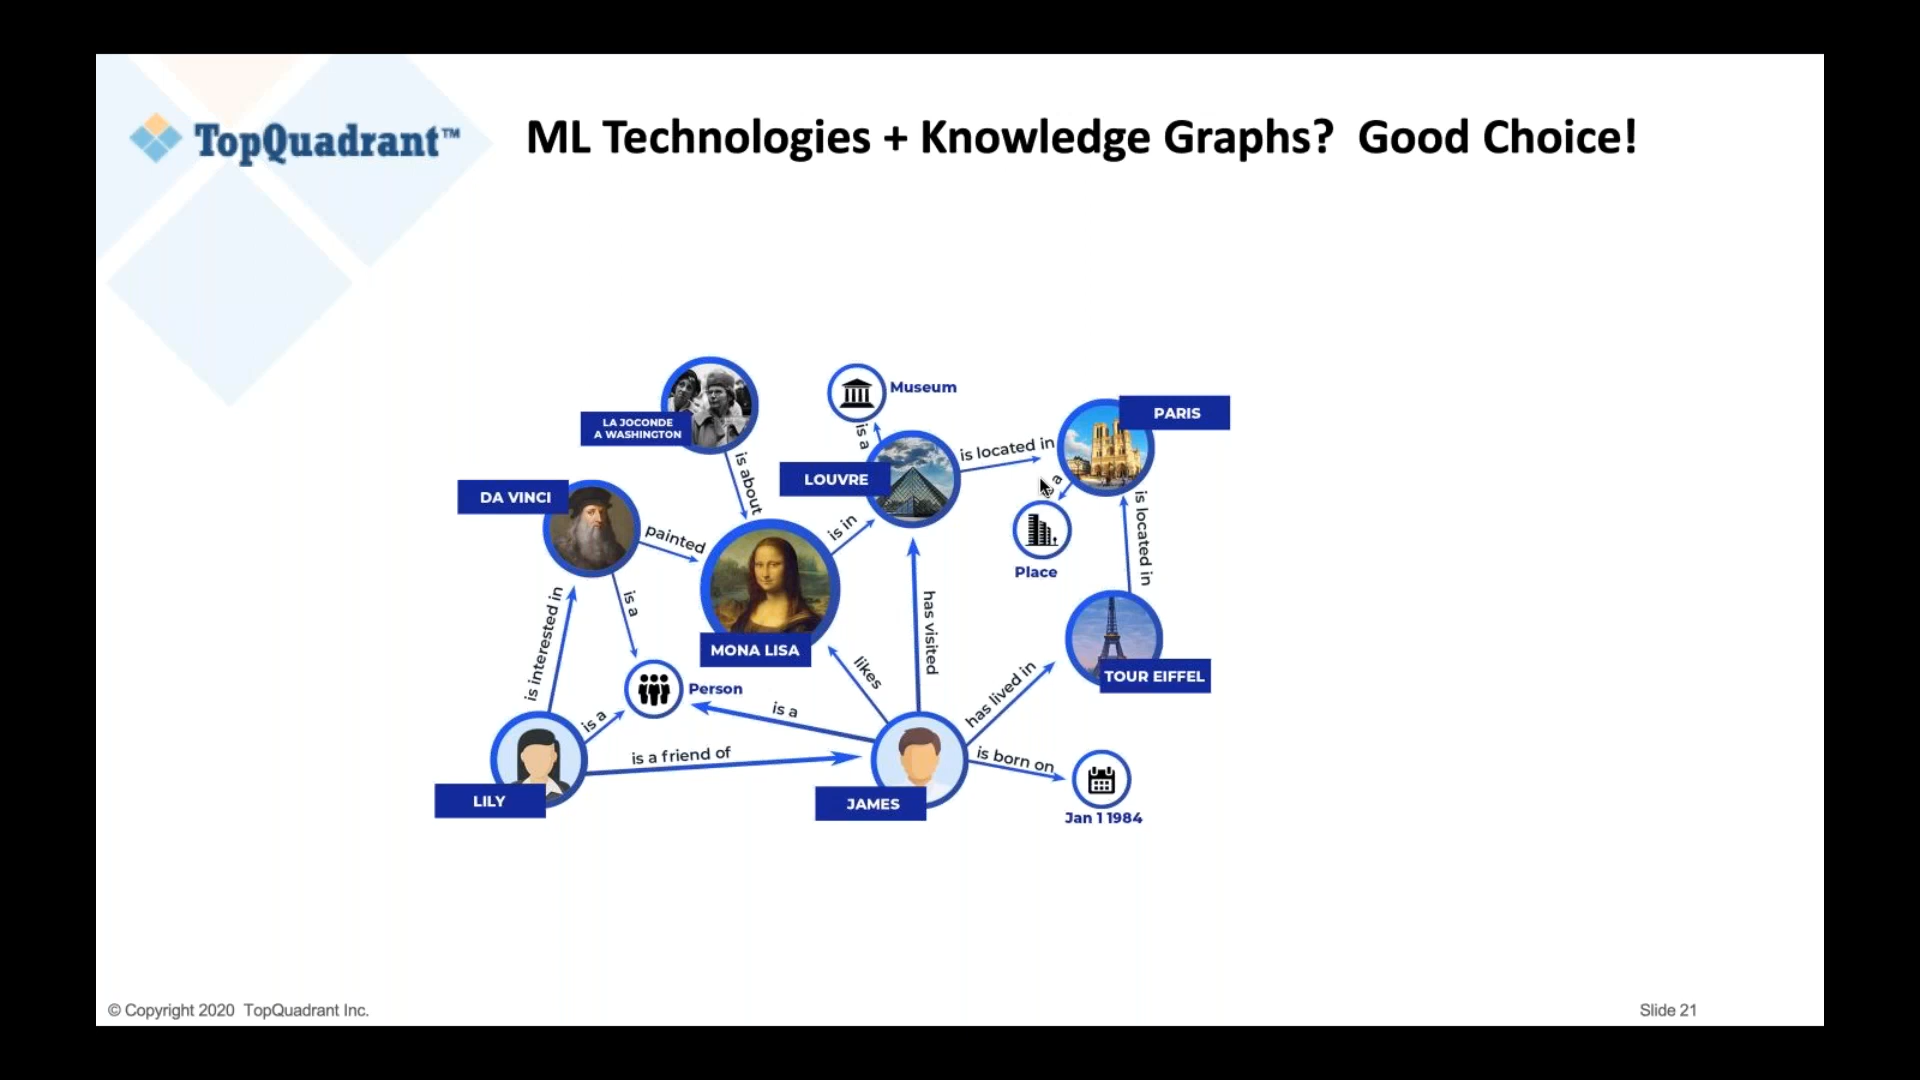 TopQuadrant™
ML Technologies + Knowledge Graphs? Good Choice!
LA JOCONDE
A WASHINGTON
Museum
PARIS
is a
is located in
is about
LOUVRE
DA VINCI
a
painted
is in
is located in
Place
is a
is interested in
has visited
MONA LISA
likes
TOUR EIFFEL
Person
has lived in
is a
is a
is a friend of
is born on
LILY
JAMES
Jan 1 1984
© Copyright 2020 TopQuadrant Inc.
Slide 21